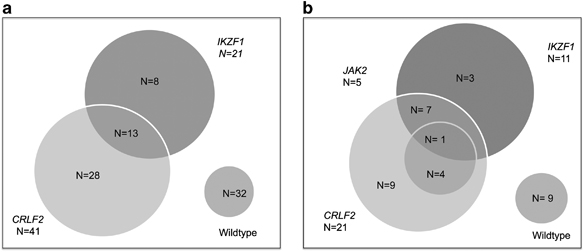 a
IKZF1
N=21
N=8
N=13
N=28
N=32
CRLF2
N=41
Wildtype
b
IKZF1
N=11
JAK2
N=5
N=3
N= 7
N= 1
N=4
N=9
N= 9
CRLF2
N=21
Wildtype